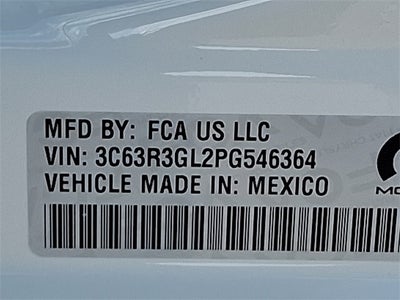 MFD BY: FCA US LLC
VIN: 3C63R3GL2PG546364
VEHICLE MADE IN: MEXICO